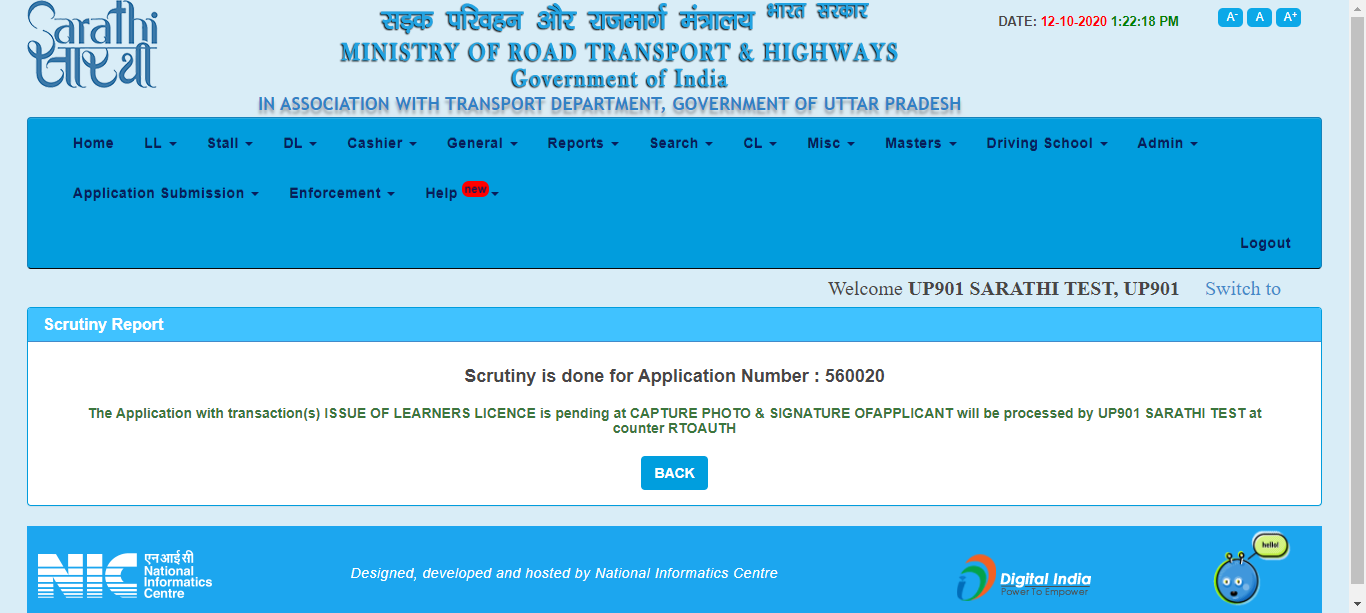 Sarathi
सारथी
सड़क परिवहन और राजमार्ग मंत्रालय भारत सरकार
MINISTRY OF ROAD TRANSPORT & HIGHWAYS
Government of India
IN ASSOCIATION WITH TRANSPORT DEPARTMENT, GOVERNMENT OF UTTAR PRADESH
DATE: 12-10-2020 1:22:18 PM
A- A A+
Home LL Stall DL Cashier General Reports Search CL Misc Masters Driving School Admin
Application Submission Enforcement Help new
Logout
Welcome UP901 SARATHI TEST, UP901 Switch to
Scrutiny Report
Scrutiny is done for Application Number : 560020
The Application with transaction(s) ISSUE OF LEARNERS LICENCE is pending at CAPTURE PHOTO & SIGNATURE OFAPPLICANT will be processed by UP901 SARATHI TEST at
counter RTOAUTH
BACK
NIC
एन आई सी
National
Informatics
Centre
Designed, developed and hosted by National Informatics Centre
Digital India
Power To Empower
hello!